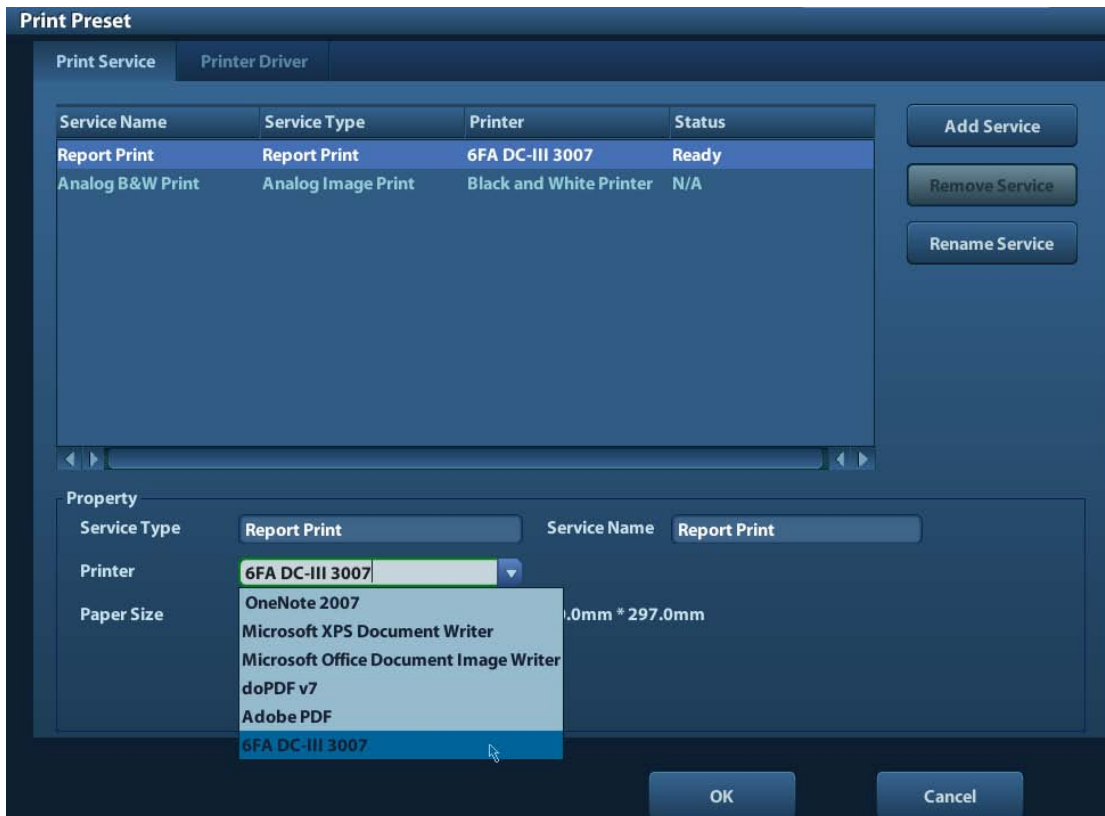 Print Preset
Print Service Printer Driver
Service Name Service Type Printer Status
Report Print Report Print 6FA DC-III 3007 Ready
Analog B&W Print Analog Image Print Black and White Printer N/A
Add Service
Remove Service
Rename Service
Property
Service Type Report Print Service Name Report Print
Printer 6FA DC-III 3007
Paper Size .0mm * 297.0mm
OneNote 2007
Microsoft XPS Document Writer
Microsoft Office Document Image Writer
doPDF v7
Adobe PDF
6FA DC-III 3007
OK Cancel